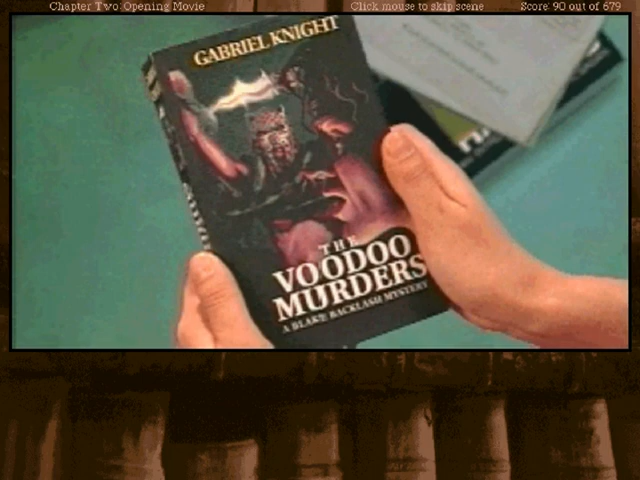 Chapter Two: Opening Movie
Click mouse to skip scene
Score: 90 out of 679
GABRIEL KNIGHT
THE
VOODOO
MURDERS
A BLAKE BACKLASH MYSTERY